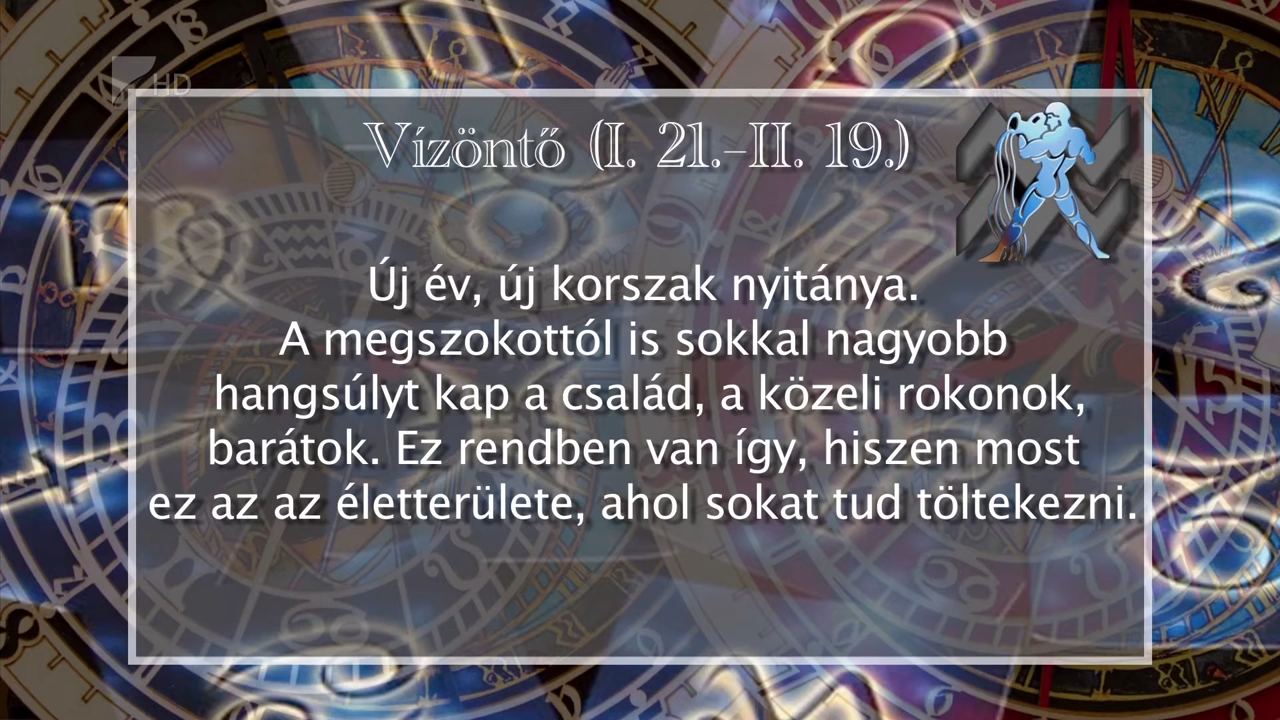 HD
Vízöntő (I. 21.-II. 19.)
Új év, új korszak nyitánya.
A megszokottól is sokkal nagyobb
hangsúlyt kap a család, a közeli rokonok,
barátok. Ez rendben van így, hiszen most
ez az az életterülete, ahol sokat tud töltekezni.